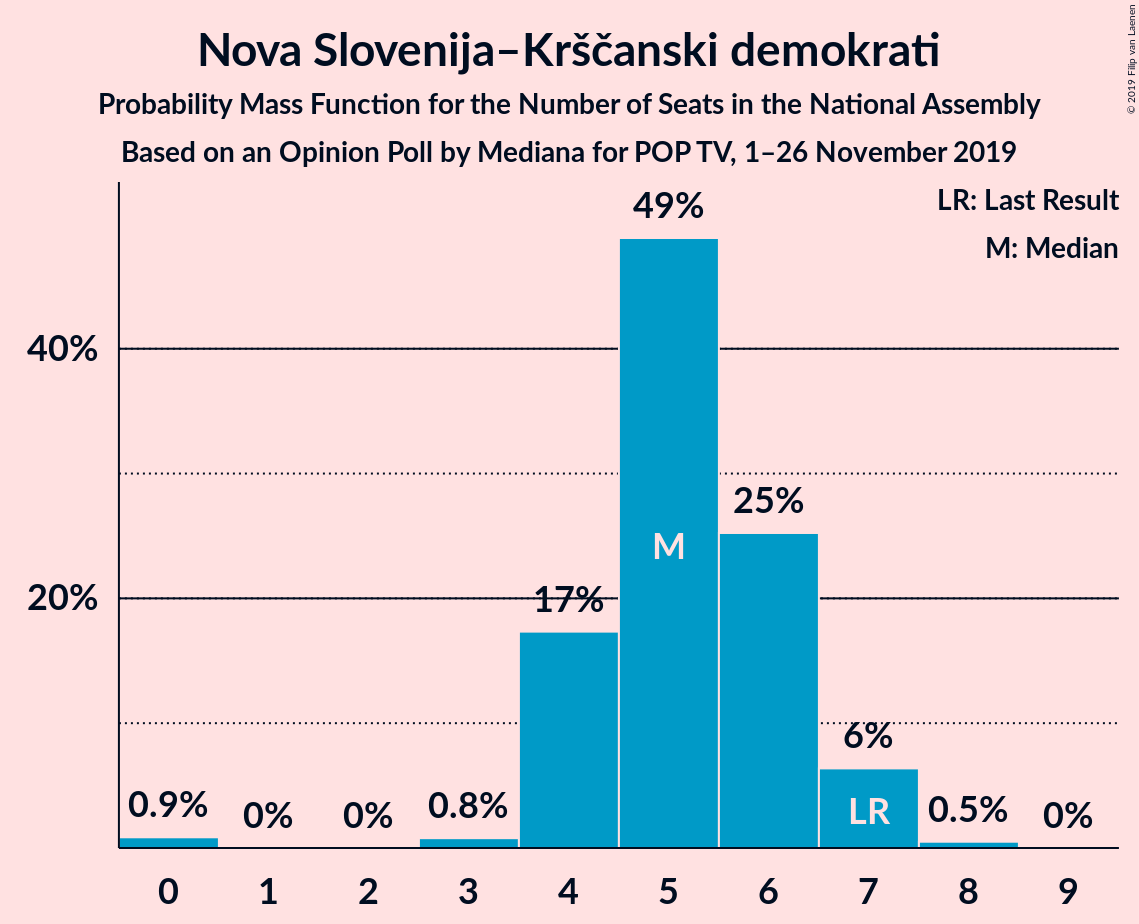 Nova Slovenija–Krščanski demokrati
Probability Mass Function for the Number of Seats in the National Assembly
Based on an Opinion Poll by Mediana for POP TV, 1–26 November 2019
© 2019 Filip van Laenen
LR: Last Result
M: Median
49%
40%
25%
M
20%
17%
6%
0.9%
0%
0%
0.8%
LR
0.5%
0%
0 1 2 3 4 5 6 7 8 9